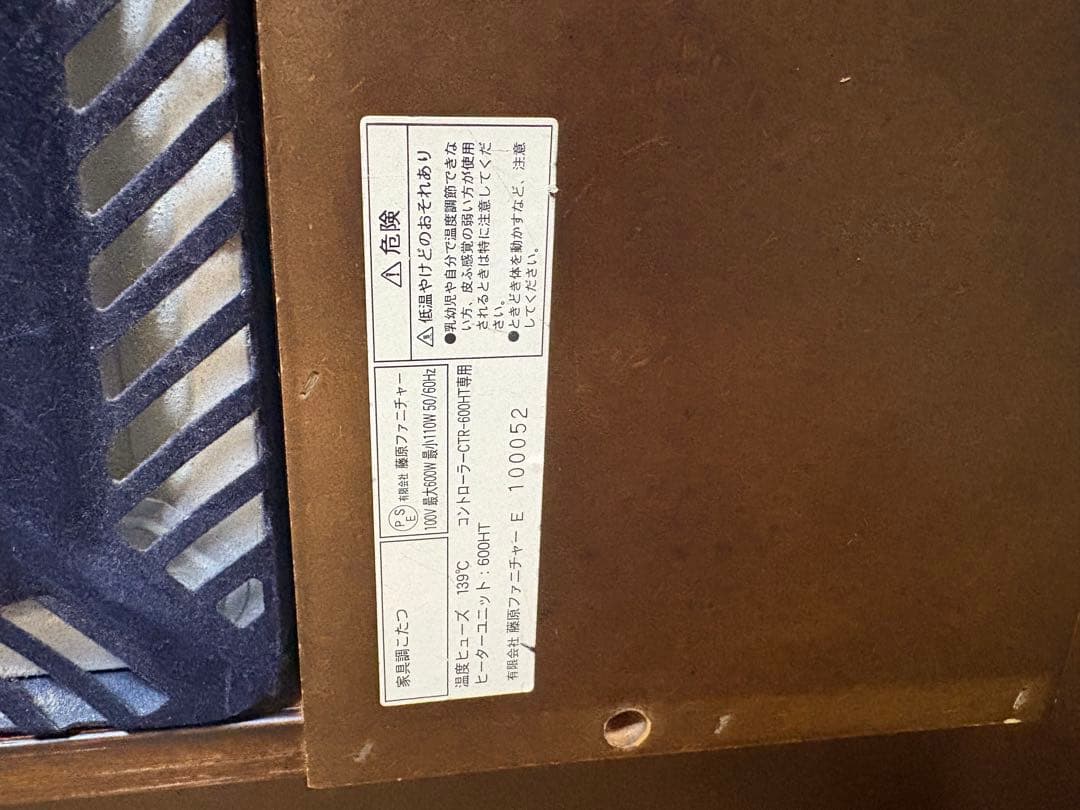 家具調こたつ
PSE 有限会社 藤原ファニチャー
100V 最大600W 最小110W 50/60Hz
温度ヒューズ 139℃ コントローラーCTR-600HT専用
ヒーターユニット：600HT
有限会社 藤原ファニチャー E 100052
⚠危険
⚠低温やけどのおそれあり
●乳幼児や自分で温度調節できな
い方、皮ふ感覚の弱い方が使用
されるときは特に注意してくだ
さい。
●ときどき体を動かすなど、注意
してください。